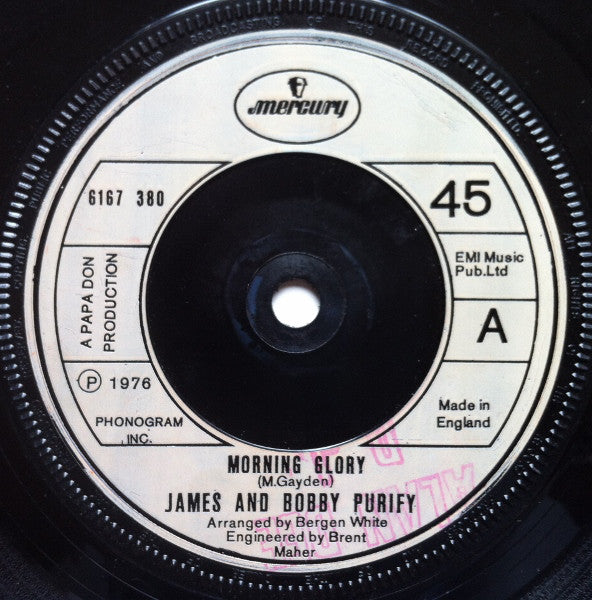 mercury
6167 380
45
A PAPA DON
PRODUCTION
EMI Music
Pub.Ltd
A
Ⓟ 1976
PHONOGRAM
INC.
Made in
England
MORNING GLORY
(M.Gayden)
JAMES AND BOBBY PURIFY
Arranged by Bergen White
Engineered by Brent
Maher